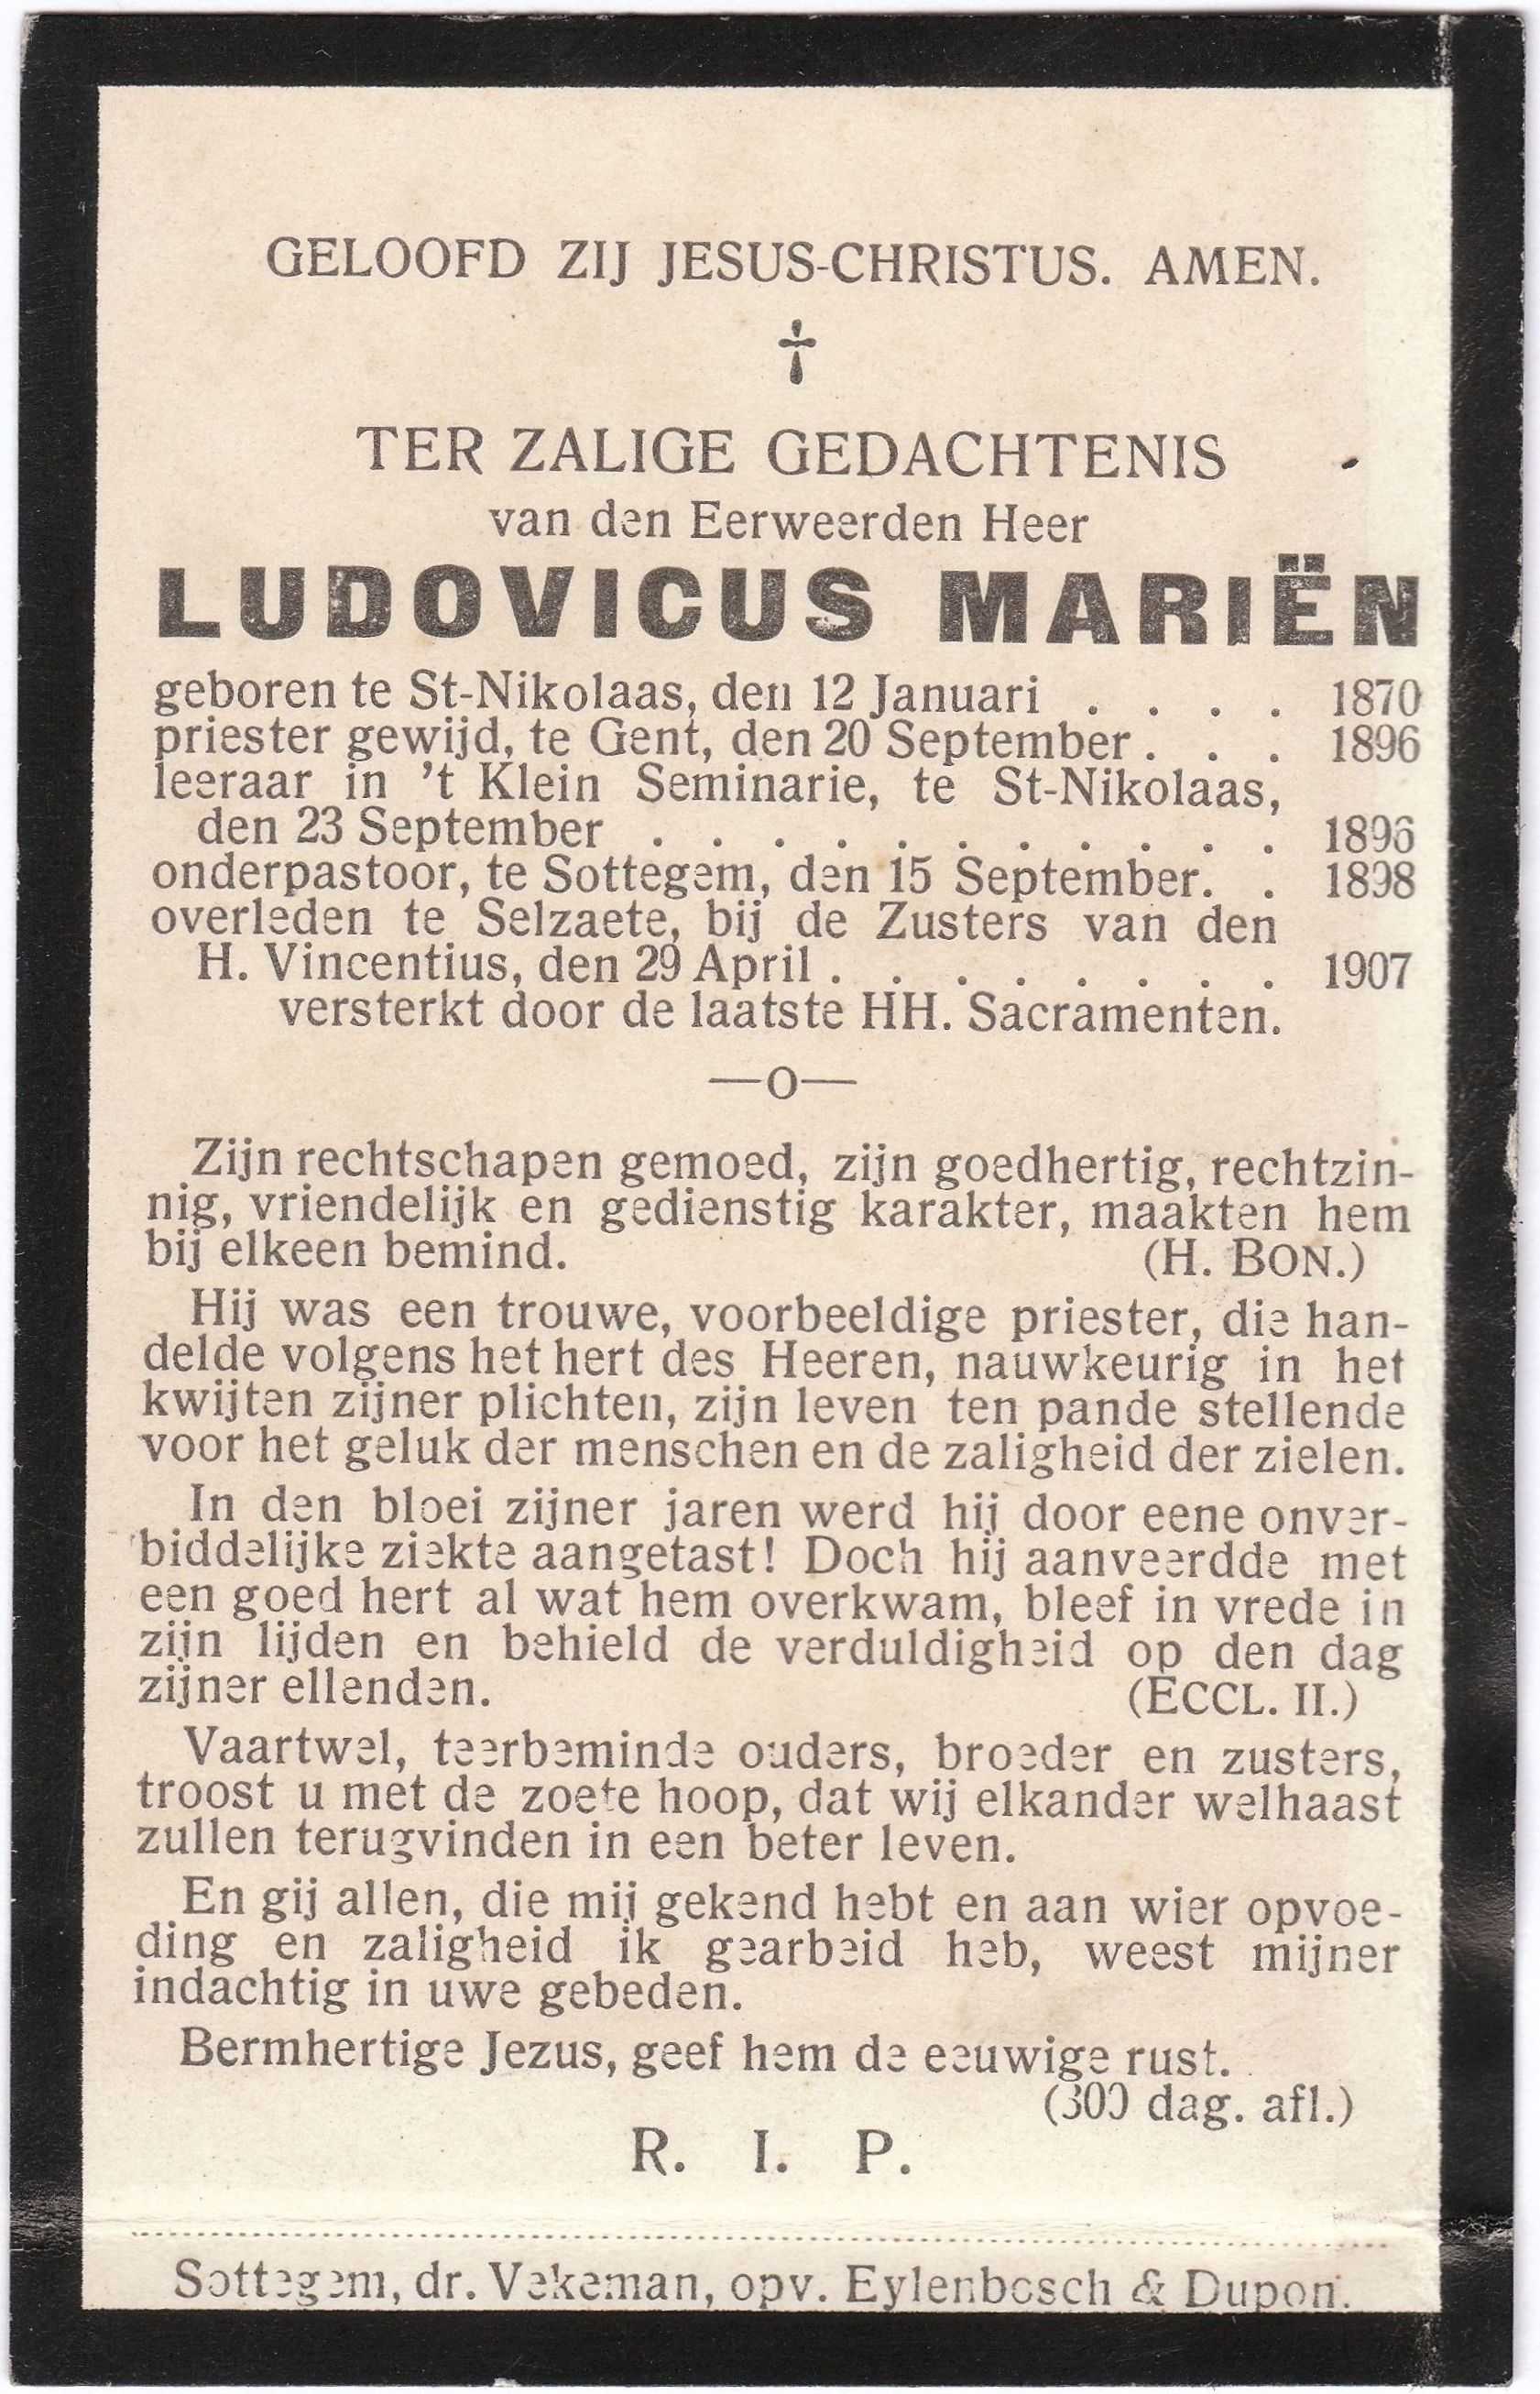 GELOOFD ZIJ JESUS-CHRISTUS. AMEN.
†
TER ZALIGE GEDACHTENIS
van den Eerweerden Heer
LUDOVICUS MARIËN
geboren te St-Nikolaas, den 12 Januari . . . . 1870
priester gewijd, te Gent, den 20 September . . . 1896
leeraar in 't Klein Seminarie, te St-Nikolaas,
den 23 September . . . . . . . . . . . 1896
onderpastoor, te Sottegem, den 15 September. . 1898
overleden te Selzaete, bij de Zusters van den
H. Vincentius, den 29 April . . . . . . . . 1907
versterkt door de laatste HH. Sacramenten.
—o—
Zijn rechtschapen gemoed, zijn goedhertig, rechtzin-
nig, vriendelijk en gedienstig karakter, maakten hem
bij elkeen bemind. (H. BON.)
Hij was een trouwe, voorbeeldige priester, die han-
delde volgens het hert des Heeren, nauwkeurig in het
kwijten zijner plichten, zijn leven ten pande stellende
voor het geluk der menschen en de zaligheid der zielen.
In den bloei zijner jaren werd hij door eene onver-
biddelijke ziekte aangetast! Doch hij aanveerdde met
een goed hert al wat hem overkwam, bleef in vrede in
zijn lijden en behield de verduldigheid op den dag
zijner ellenden. (ECCL. II.)
Vaartwel, teerbeminde ouders, broeder en zusters,
troost u met de zoete hoop, dat wij elkander welhaast
zullen terugvinden in een beter leven.
En gij allen, die mij gekend hebt en aan wier opvoe-
ding en zaligheid ik gearbeid heb, weest mijner
indachtig in uwe gebeden.
Bermhertige Jezus, geef hem de eeuwige rust.
(300 dag. afl.)
R. I. P.
Sottegem, dr. Vekeman, opv. Eylenbosch & Dupon.